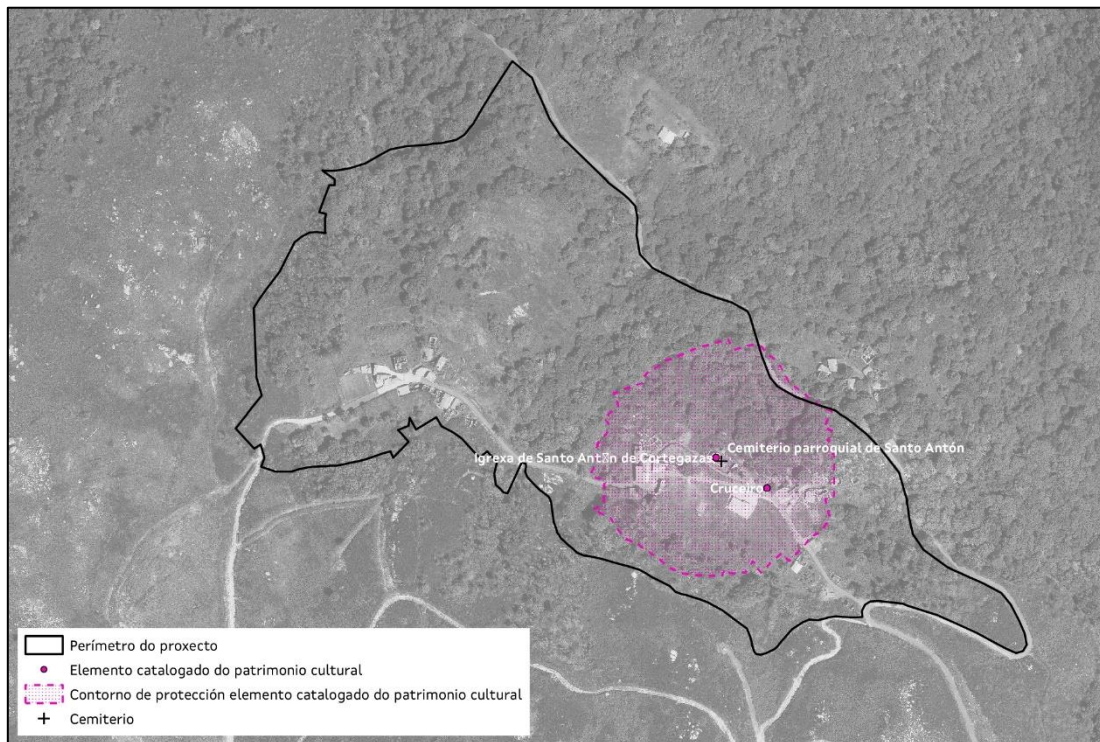 Cemiterio parroquial de Santo Antón
Igrexa de Santo Antón de Cortegazas
Cruceiro
Perímetro do proxecto
Elemento catalogado do patrimonio cultural
Contorno de protección elemento catalogado do patrimonio cultural
Cemiterio